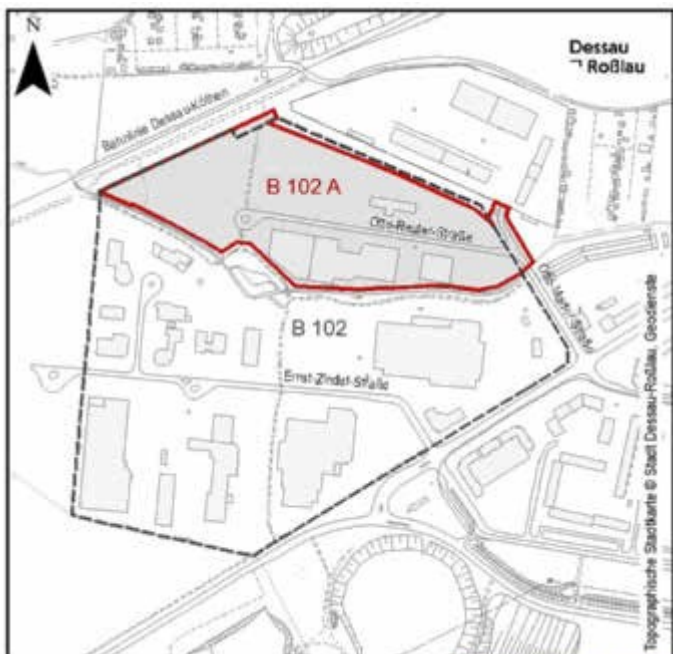 N
Dessau
Roßlau
Bahnlinie Dessau-Köthen
B 102 A
Otto-Reuter-Straße
B 102
Ernst-Zindel-Straße
Topographische Stadtkarte © Stadt Dessau-Roßlau, Geodienste